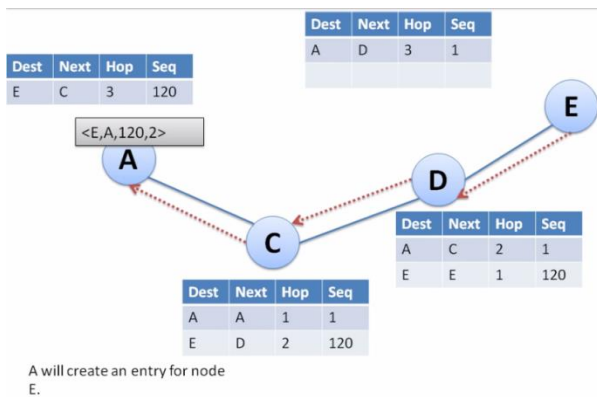 Dest Next Hop Seq
A D 3 1
Dest Next Hop Seq
E C 3 120
E
<E,A,120,2>
A
D
C
Dest Next Hop Seq
A C 2 1
E E 1 120
Dest Next Hop Seq
A A 1 1
E D 2 120
A will create an entry for node
E.